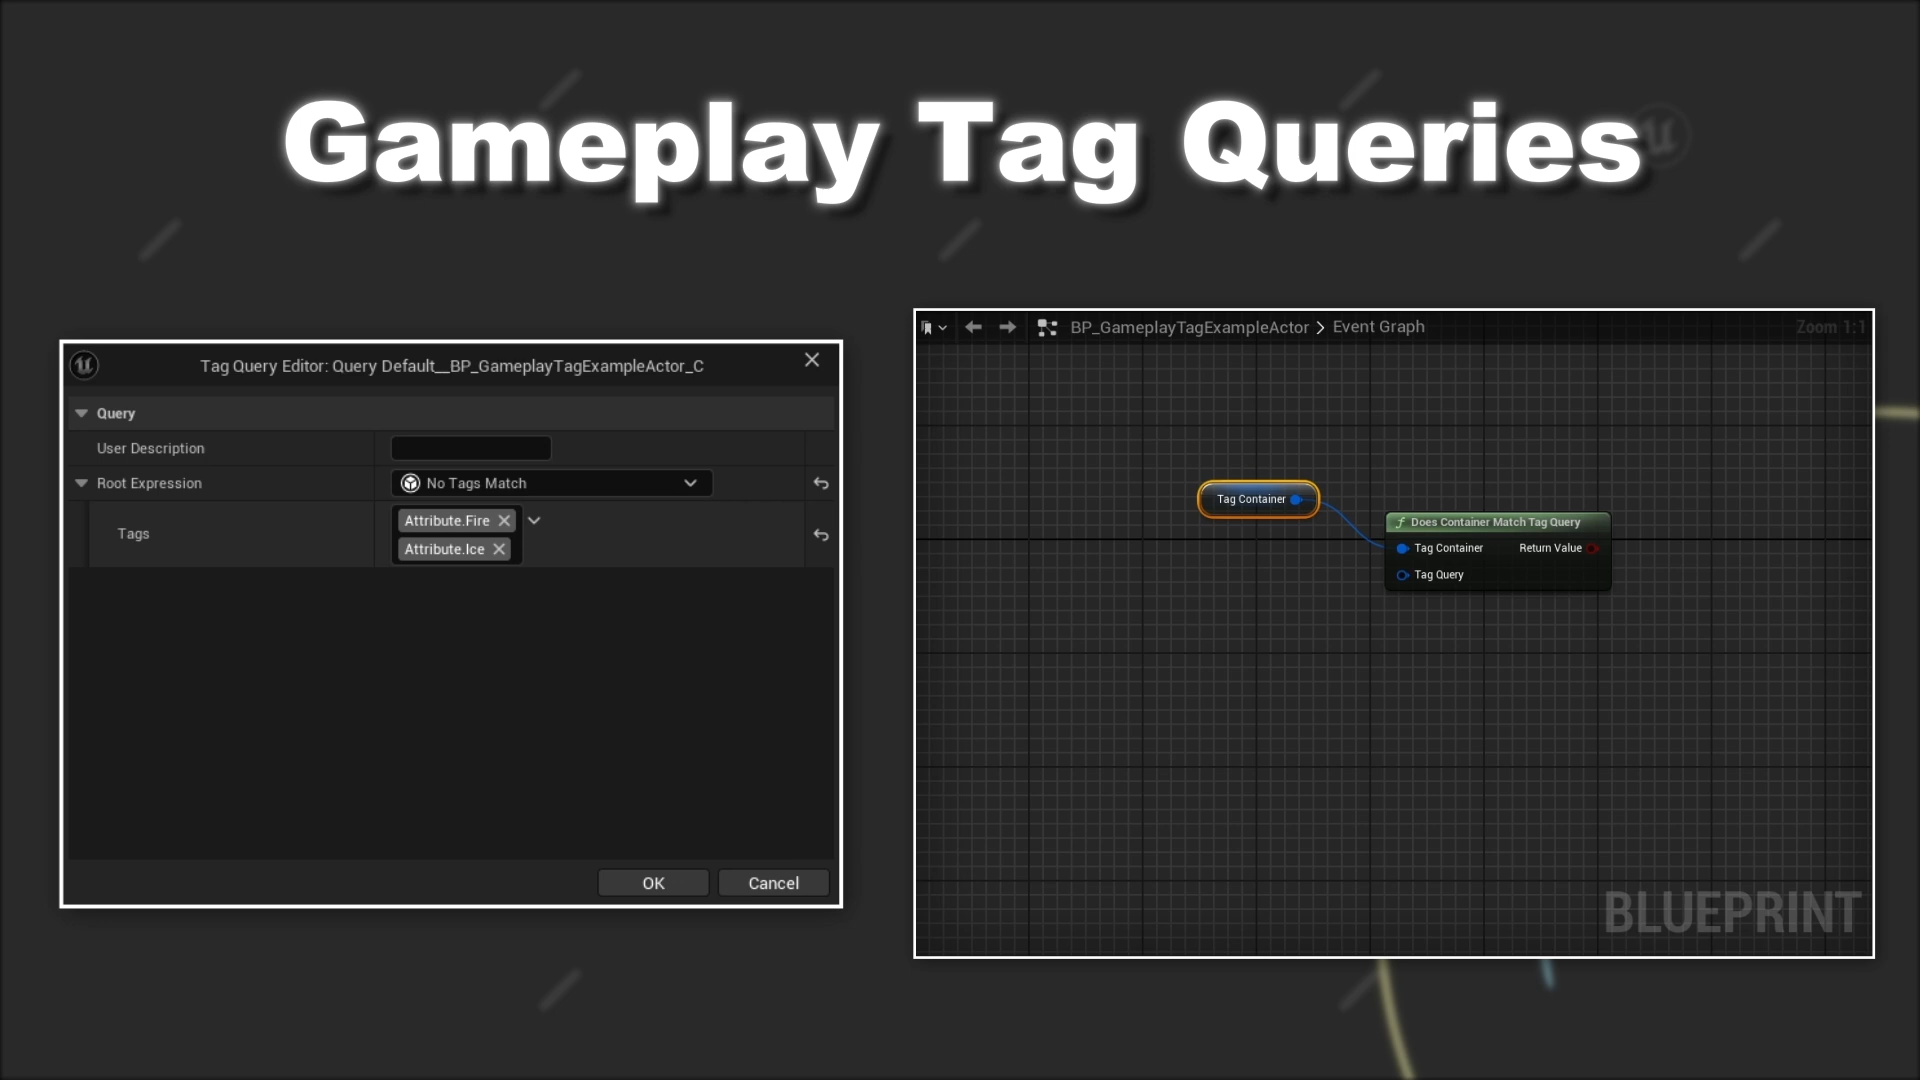 Gameplay Tag Queries
Tag Query Editor: Query Default__BP_GameplayTagExampleActor_C
Query
User Description
Root Expression
No Tags Match
Tags
Attribute.Fire
Attribute.Ice
OK
Cancel
BP_GameplayTagExampleActor > Event Graph
Zoom 1:1
Tag Container
f Does Container Match Tag Query
Tag Container
Return Value
Tag Query
BLUEPRINT